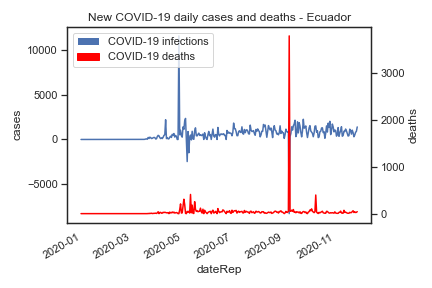 New COVID-19 daily cases and deaths - Ecuador
COVID-19 infections
COVID-19 deaths
10000
5000
0
−5000
cases
3000
2000
1000
0
deaths
2020-01
2020-03
2020-05
2020-07
2020-09
2020-11
dateRep